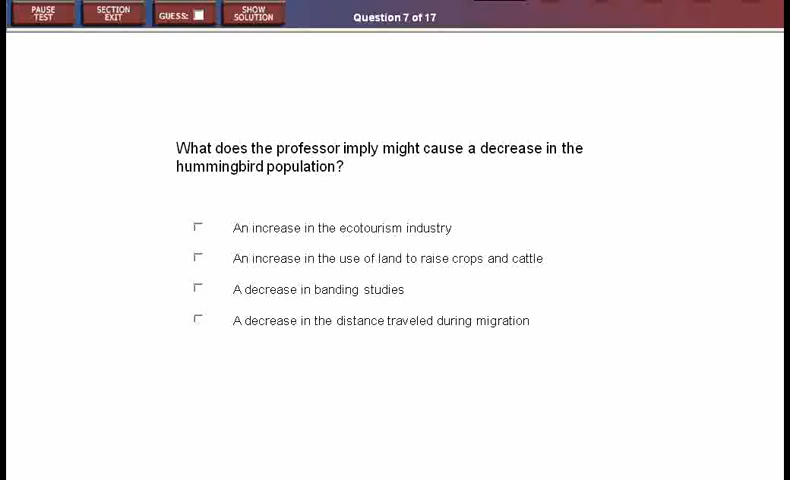 PAUSE
TEST
SECTION
EXIT
GUESS:
SHOW
SOLUTION
Question 7 of 17
What does the professor imply might cause a decrease in the
hummingbird population?
An increase in the ecotourism industry
An increase in the use of land to raise crops and cattle
A decrease in banding studies
A decrease in the distance traveled during migration